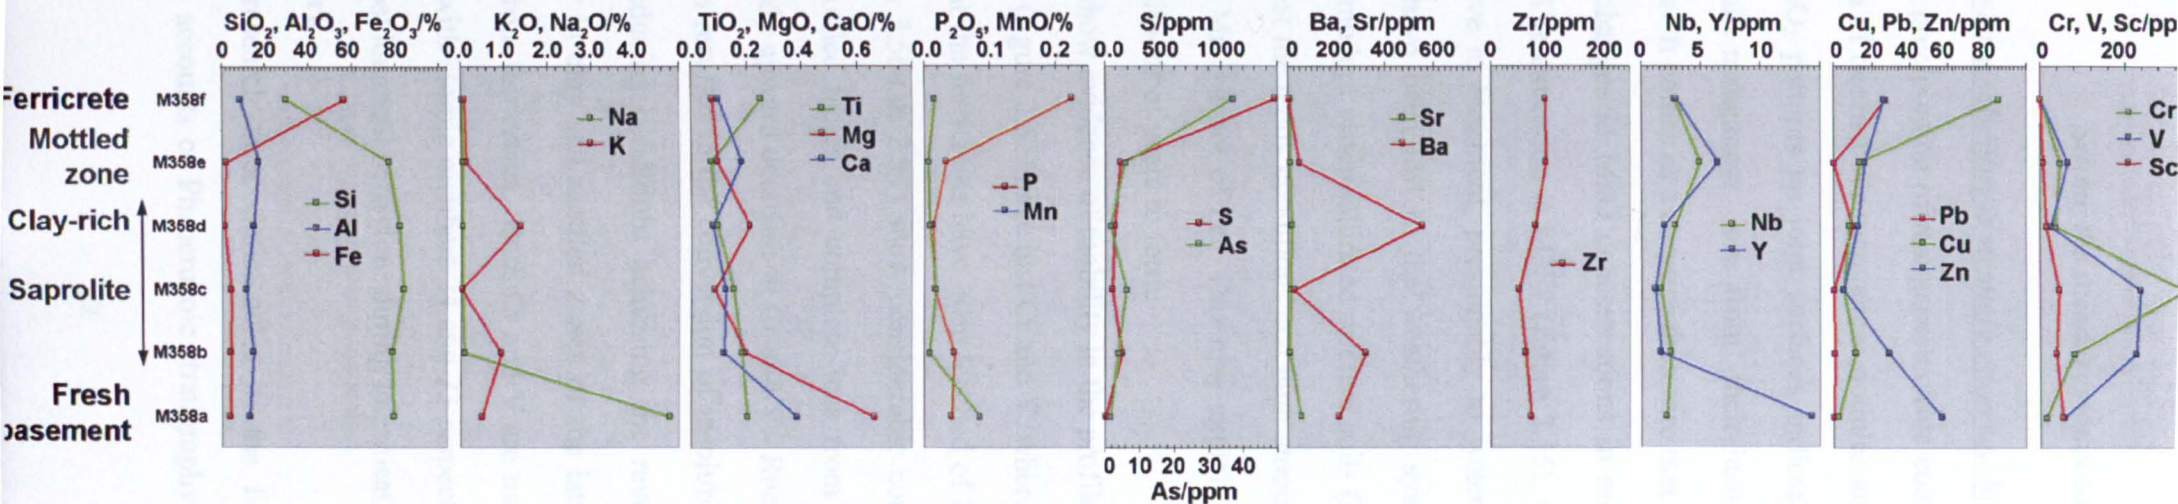 SiO2, Al2O3, Fe2O3/%
0 20 40 60 80 100
K2O, Na2O/%
0.0 1.0 2.0 3.0 4.0
TiO2, MgO, CaO/%
0.0 0.2 0.4 0.6
P2O5, MnO/%
0.0 0.1 0.2
S/ppm
0.0 500 1000
Ba, Sr/ppm
0 200 400 600
Zr/ppm
0 100 200
Nb, Y/ppm
0 5 10
Cu, Pb, Zn/ppm
0 20 40 60 80
Cr, V, Sc/pp
0 200
Ferricrete
Mottled
zone
Clay-rich
Saprolite
Fresh
basement
M358f
M358e
M358d
M358c
M358b
M358a
Si
Al
Fe
Na
K
Ti
Mg
Ca
P
Mn
S
As
Sr
Ba
Zr
Nb
Y
Pb
Cu
Zn
Cr
V
Sc
0 10 20 30 40
As/ppm